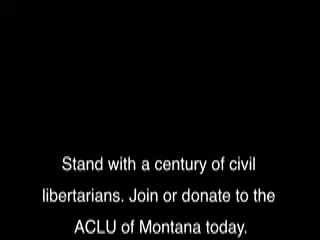 Stand with a century of civil
libertarians. Join or donate to the
ACLU of Montana today.